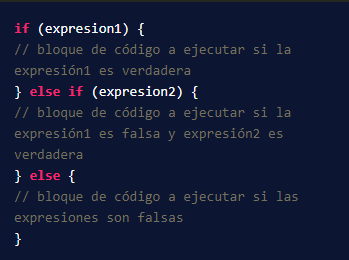 if (expresion1) {
// bloque de código a ejecutar si la
expresión1 es verdadera
} else if (expresion2) {
// bloque de código a ejecutar si la
expresión1 es falsa y expresión2 es
verdadera
} else {
// bloque de código a ejecutar si las
expresiones son falsas
}